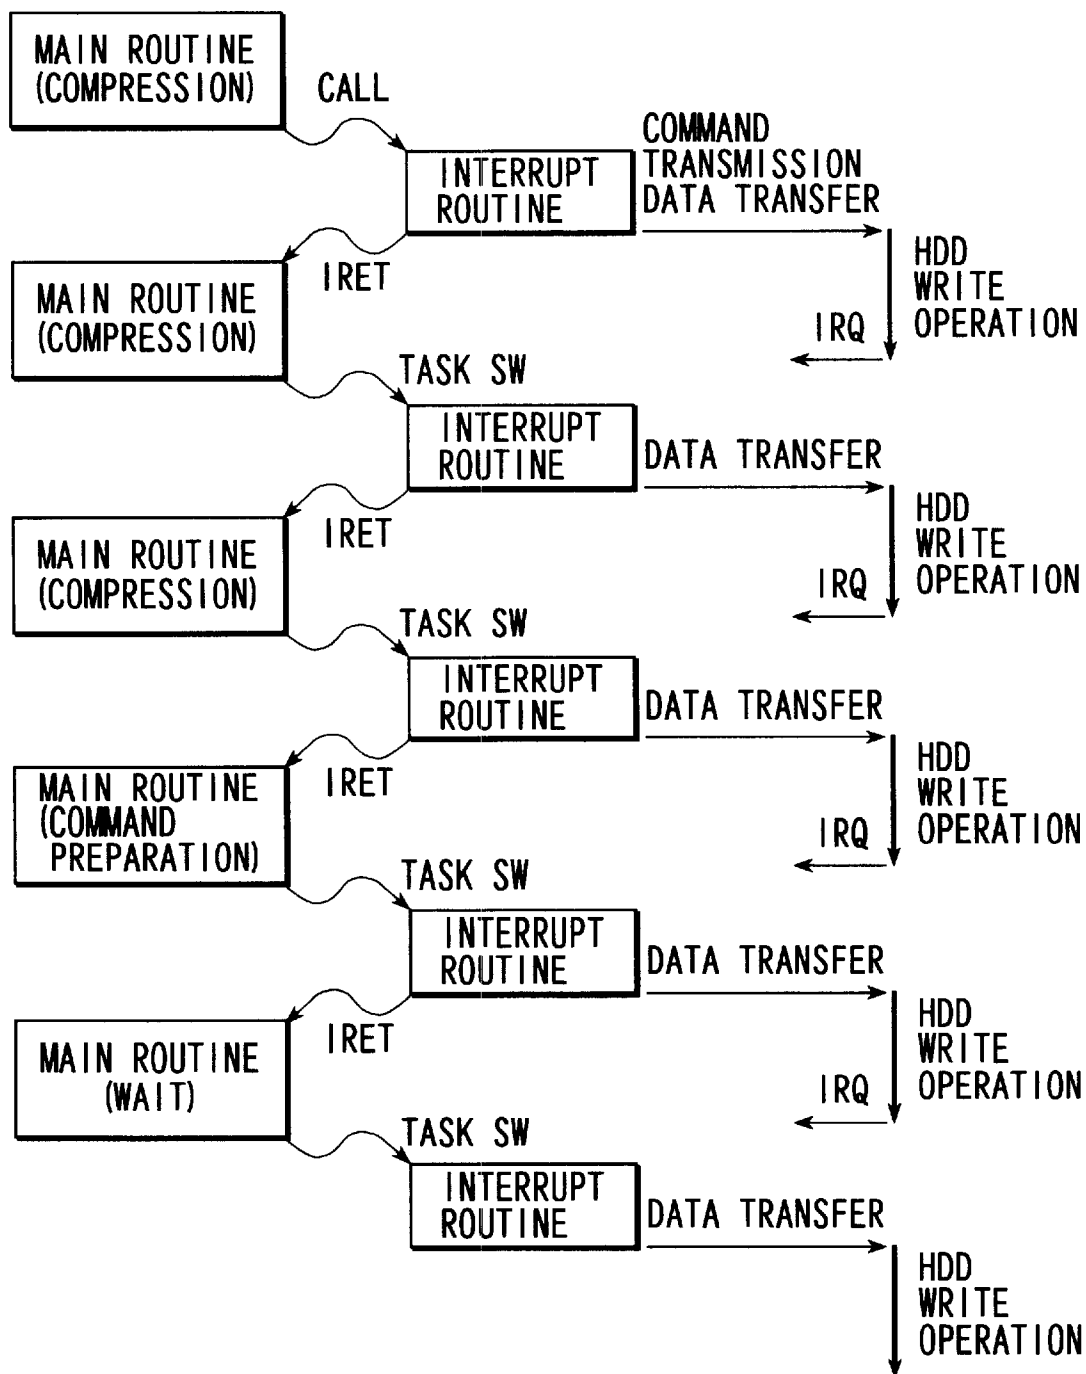 MAIN ROUTINE
(COMPRESSION)
CALL
INTERRUPT
ROUTINE
COMMAND
TRANSMISSION
DATA TRANSFER
IRET
HDD
WRITE
OPERATION
IRQ
MAIN ROUTINE
(COMPRESSION)
TASK SW
INTERRUPT
ROUTINE
DATA TRANSFER
IRET
HDD
WRITE
OPERATION
IRQ
MAIN ROUTINE
(COMPRESSION)
TASK SW
INTERRUPT
ROUTINE
DATA TRANSFER
IRET
HDD
WRITE
OPERATION
IRQ
MAIN ROUTINE
(COMMAND
PREPARATION)
TASK SW
INTERRUPT
ROUTINE
DATA TRANSFER
IRET
HDD
WRITE
OPERATION
IRQ
MAIN ROUTINE
(WAIT)
TASK SW
INTERRUPT
ROUTINE
DATA TRANSFER
HDD
WRITE
OPERATION